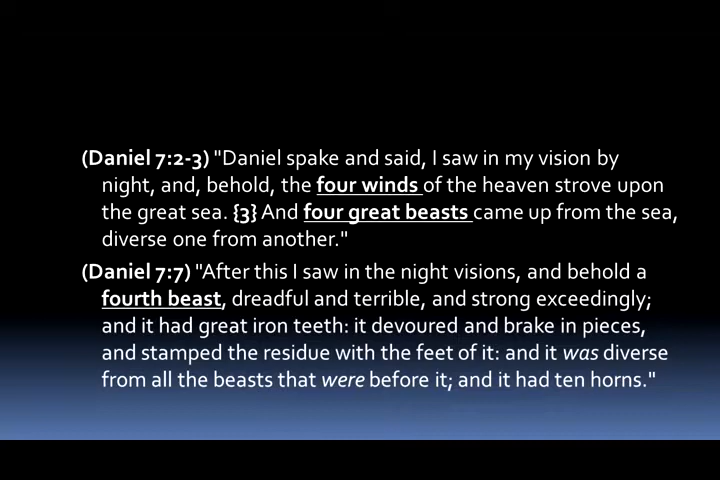 (Daniel 7:2-3) "Daniel spake and said, I saw in my vision by
night, and, behold, the four winds of the heaven strove upon
the great sea. {3} And four great beasts came up from the sea,
diverse one from another."
(Daniel 7:7) "After this I saw in the night visions, and behold a
fourth beast, dreadful and terrible, and strong exceedingly;
and it had great iron teeth: it devoured and brake in pieces,
and stamped the residue with the feet of it: and it was diverse
from all the beasts that were before it; and it had ten horns."